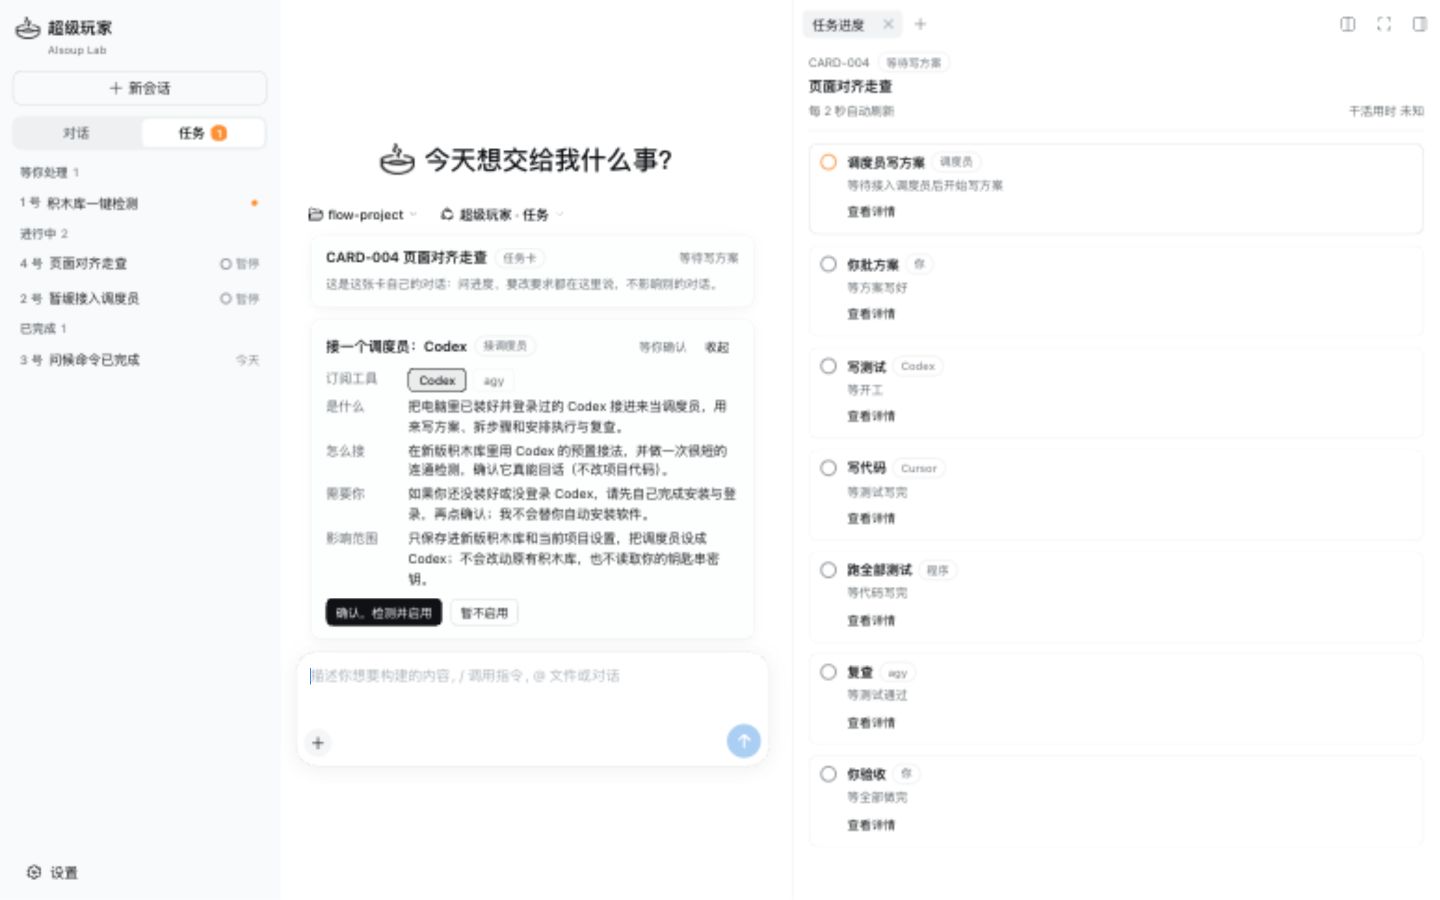 超级玩家
AIsoup Lab
+ 新会话
对话 任务 1
等你处理 1
1号 积木库一键检测
进行中 2
4号 页面对齐走查 暂停
2号 暂缓接入调度员 暂停
已完成 1
3号 问候命令已完成 今天
设置
今天想交给我什么事?
flow-project 超级玩家 · 任务
CARD-004 页面对齐走查 任务卡 等待写方案
这是这张卡自己的对话：问进度、要改要求都在这里说，不影响别的对话。
接一个调度员：Codex 接调度员 等你确认 收起
订阅工具 Codex agy
是什么 把电脑里已装好并登录过的 Codex 接进来当调度员，用
来写方案、拆步骤和安排执行与复查。
怎么接 在新版积木库里用 Codex 的预置接法，并做一次很短的
连通检测，确认它真能回话（不改项目代码）。
需要你 如果你还没装好或没登录 Codex，请先自己完成安装与登
录，再点确认；我不会替你自动安装软件。
影响范围 只保存进新版积木库和当前项目设置，把调度员设成
Codex；不会改动原有积木库，也不读取你的钥匙串密
钥。
确认，检测并启用 暂不启用
描述你想要构建的内容, / 调用指令, @ 文件或对话
+
任务进度 × +
CARD-004 等待写方案
页面对齐走查
每 2 秒自动刷新 干活用时 未知
调度员写方案 调度员
等待接入调度员后开始写方案
查看详情
你批方案 你
等方案写好
查看详情
写测试 Codex
等开工
查看详情
写代码 Cursor
等测试写完
查看详情
跑全部测试 程序
等代码写完
查看详情
复查 agy
等测试通过
查看详情
你验收 你
等全部做完
查看详情